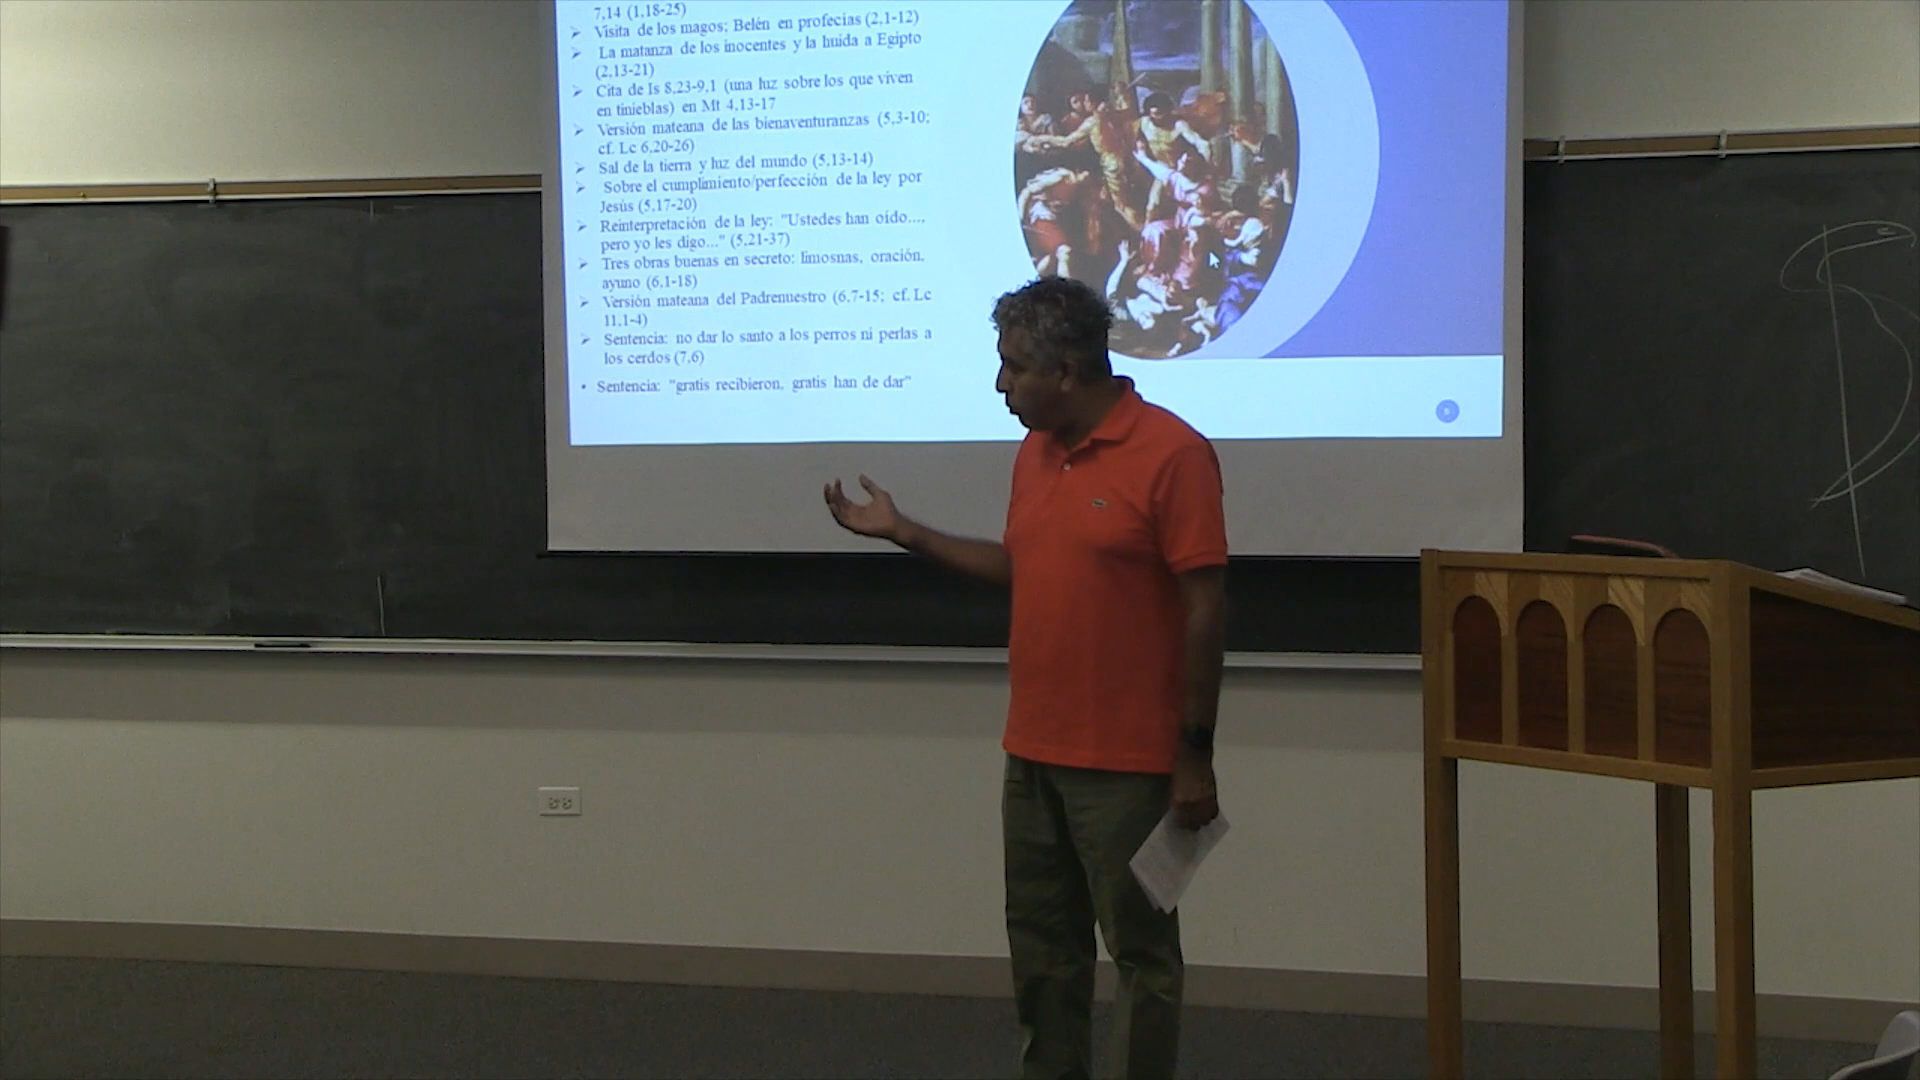 7,14 (1,18-25)
➢ Visita de los magos; Belén en profecías (2,1-12)
➢ La matanza de los inocentes y la huida a Egipto
(2,13-21)
➢ Cita de Is 8,23-9,1 (una luz sobre los que viven
en tinieblas) en Mt 4,13-17
➢ Versión mateana de las bienaventuranzas (5,3-10;
cf. Lc 6,20-26)
➢ Sal de la tierra y luz del mundo (5,13-14)
➢ Sobre el cumplimiento/perfección de la ley por
Jesús (5,17-20)
➢ Reinterpretación de la ley: "Ustedes han oído...,
pero yo les digo..." (5,21-37)
➢ Tres obras buenas en secreto: limosnas, oración,
ayuno (6,1-18)
➢ Versión mateana del Padrenuestro (6,7-15; cf. Lc
11,1-4)
➢ Sentencia: no dar lo santo a los perros ni perlas a
los cerdos (7,6)
• Sentencia: "gratis recibieron, gratis han de dar"